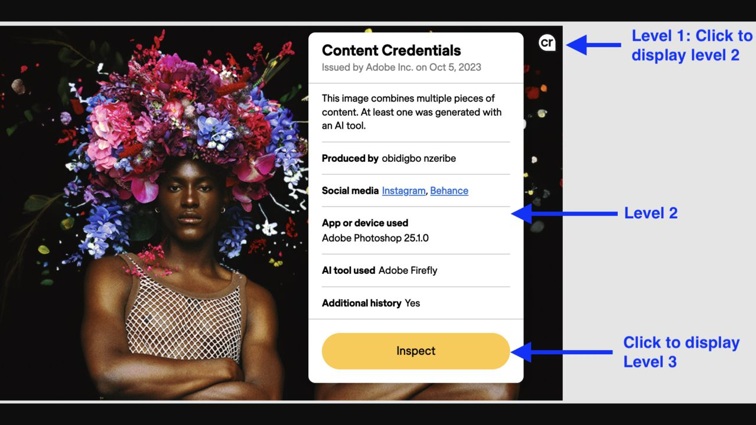 Content Credentials
Issued by Adobe Inc. on Oct 5, 2023
This image combines multiple pieces of
content. At least one was generated with
an AI tool.
Produced by obidigbo nzeribe
Social media Instagram, Behance
App or device used
Adobe Photoshop 25.1.0
AI tool used Adobe Firefly
Additional history Yes
Inspect
cr
Level 1: Click to
display level 2
Level 2
Click to display
Level 3